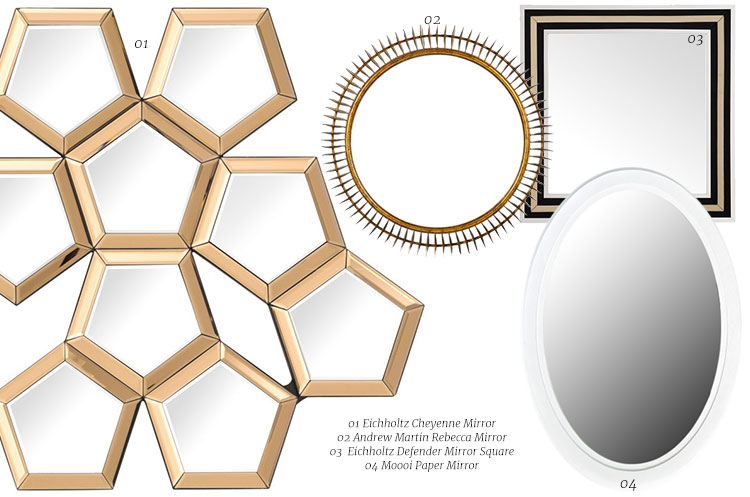 01
02
03
04
01 Eichholtz Cheyenne Mirror
02 Andrew Martin Rebecca Mirror
03 Eichholtz Defender Mirror Square
04 Moooi Paper Mirror